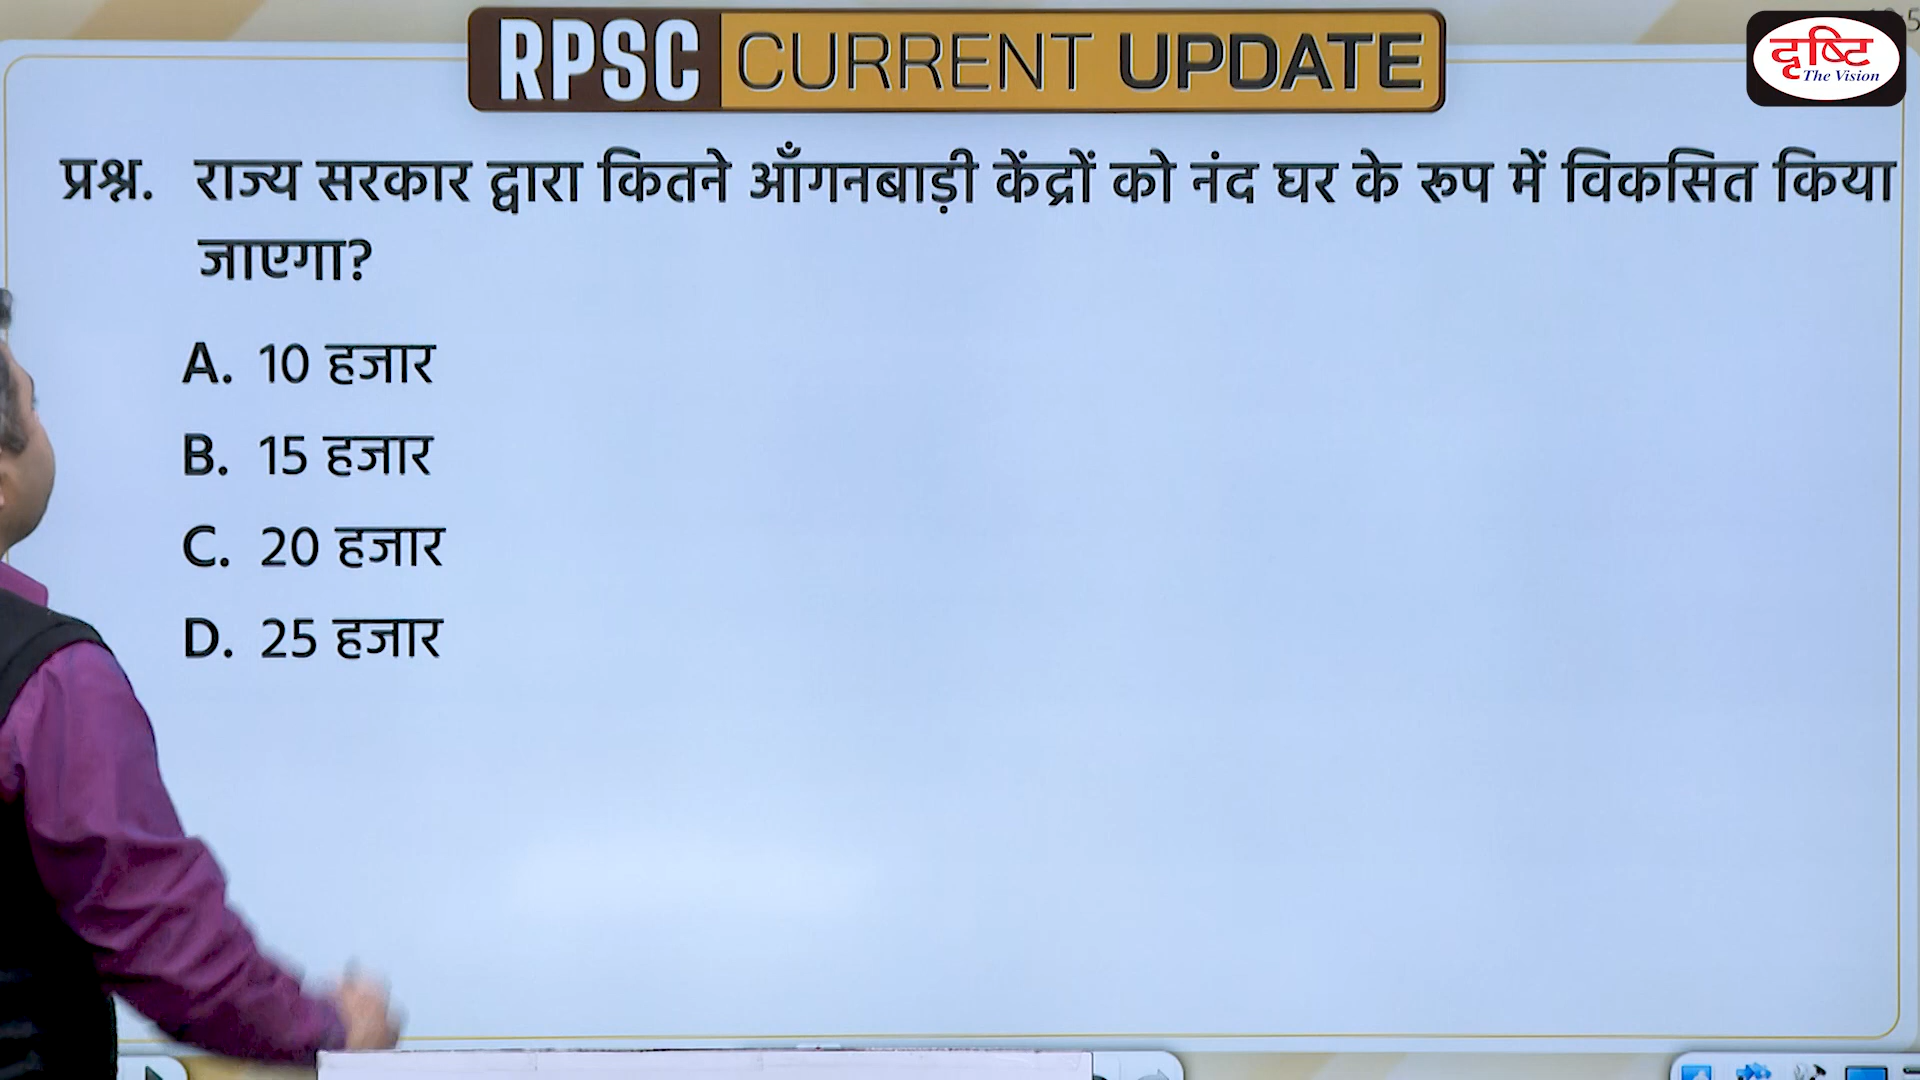 RPSC CURRENT UPDATE
दृष्टि
The Vision
प्रश्न. राज्य सरकार द्वारा कितने आँगनबाड़ी केंद्रों को नंद घर के रूप में विकसित किया
जाएगा?
A. 10 हजार
B. 15 हजार
C. 20 हजार
D. 25 हजार